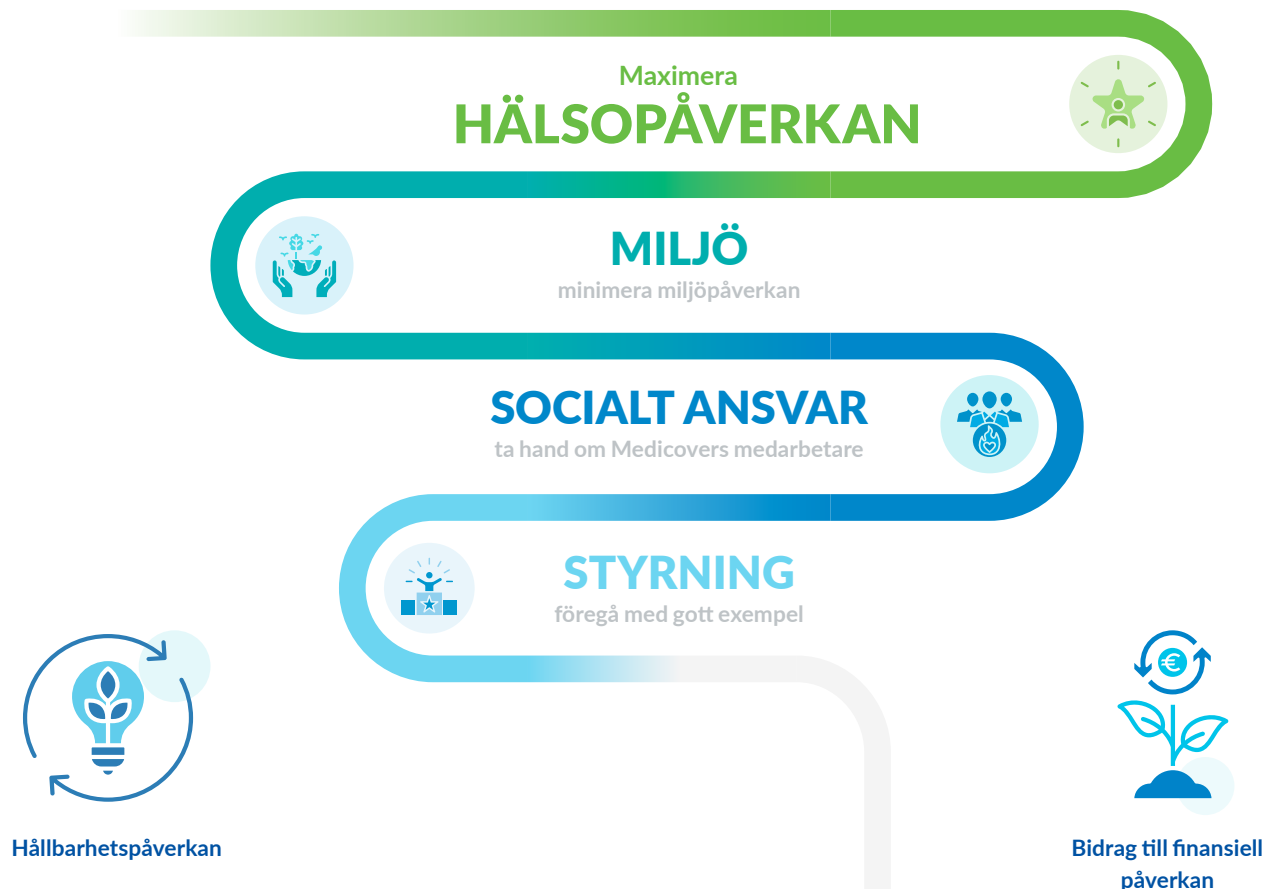 Maximera
HÄLSOPÅVERKAN
MILJÖ
minimera miljöpåverkan
SOCIALT ANSVAR
ta hand om Medicovers medarbetare
STYRNING
föregå med gott exempel
€
Hållbarhetspåverkan
Bidrag till finansiell
påverkan